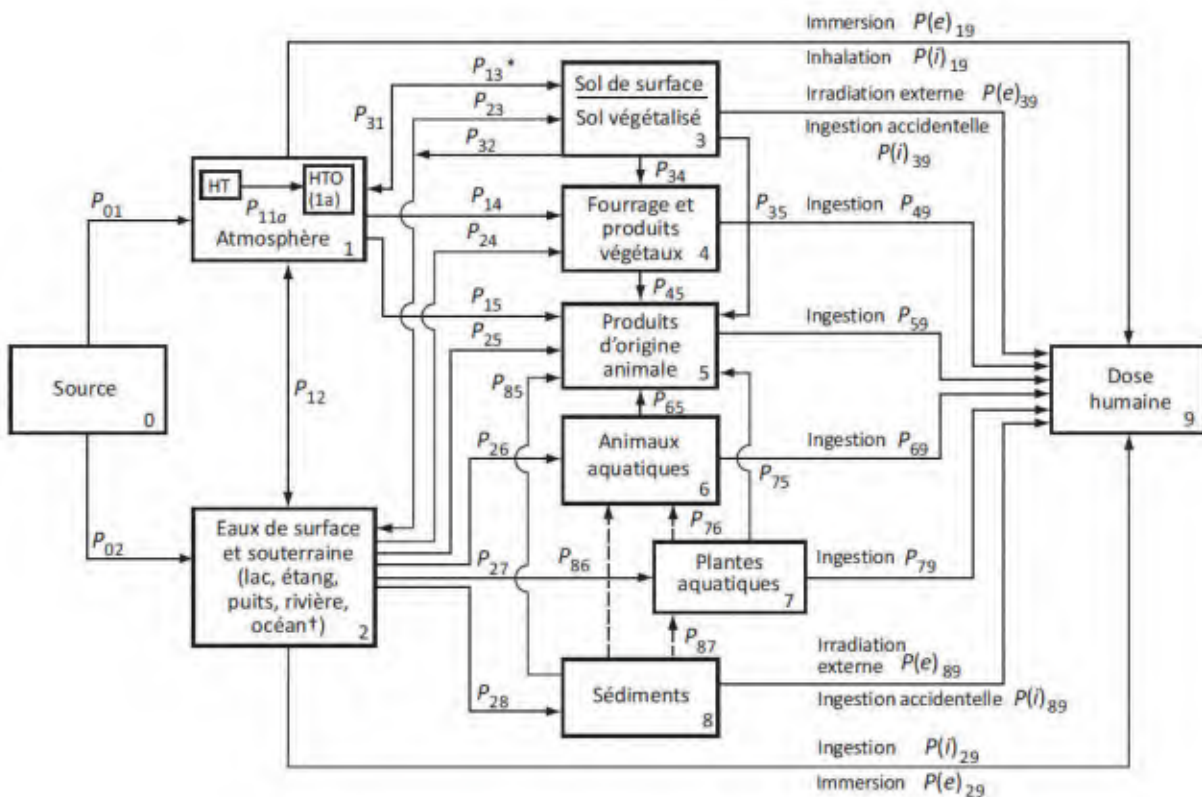 Immersion P(e)19
Inhalation P(i)19
P13 *
Sol de surface
Sol végétalisé
3
Irradiation externe P(e)39
Ingestion accidentelle
P(i)39
P23
P31
P32
P34
P35
HT
HTO
(1a)
P11a
Atmosphère
1
P01
P14
P24
Fourrage et
produits
végétaux
4
Ingestion P49
P45
P15
P25
Produits
d'origine
animale
5
Ingestion P59
Source
0
P12
P85
P65
Dose
humaine
9
P26
Animaux
aquatiques
6
Ingestion P69
P75
P76
P02
Eaux de surface
et souterraine
(lac, étang,
puits, rivière,
océan†)
2
P27
P86
Plantes
aquatiques
7
Ingestion P79
P87
P28
Sédiments
8
Irradiation
externe P(e)89
Ingestion accidentelle P(i)89
Ingestion P(i)29
Immersion P(e)29